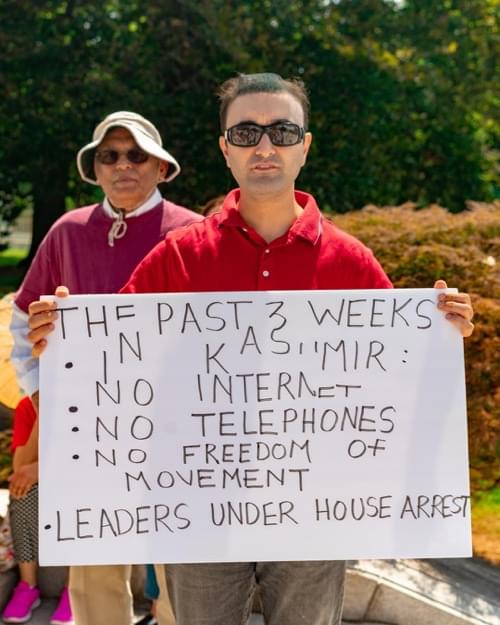 THE PAST 3 WEEKS
• IN KASHMIR :
• NO INTERNET
• NO TELEPHONES
• NO FREEDOM OF
MOVEMENT
• LEADERS UNDER HOUSE ARREST